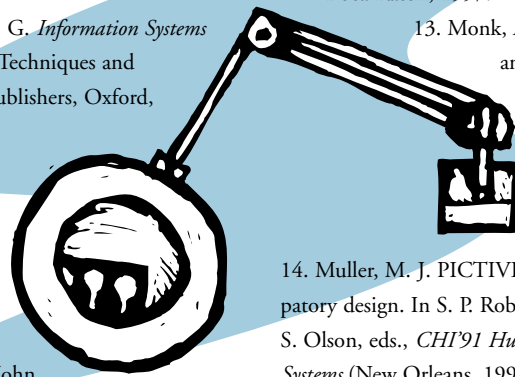 G. Information Systems
Techniques and
ublishers, Oxford,
John
13. Monk,
14. Muller, M. J. PICTIVE
patory design. In S. P. Rob
S. Olson, eds., CHI'91 Hu
Systems (New Orleans, 199